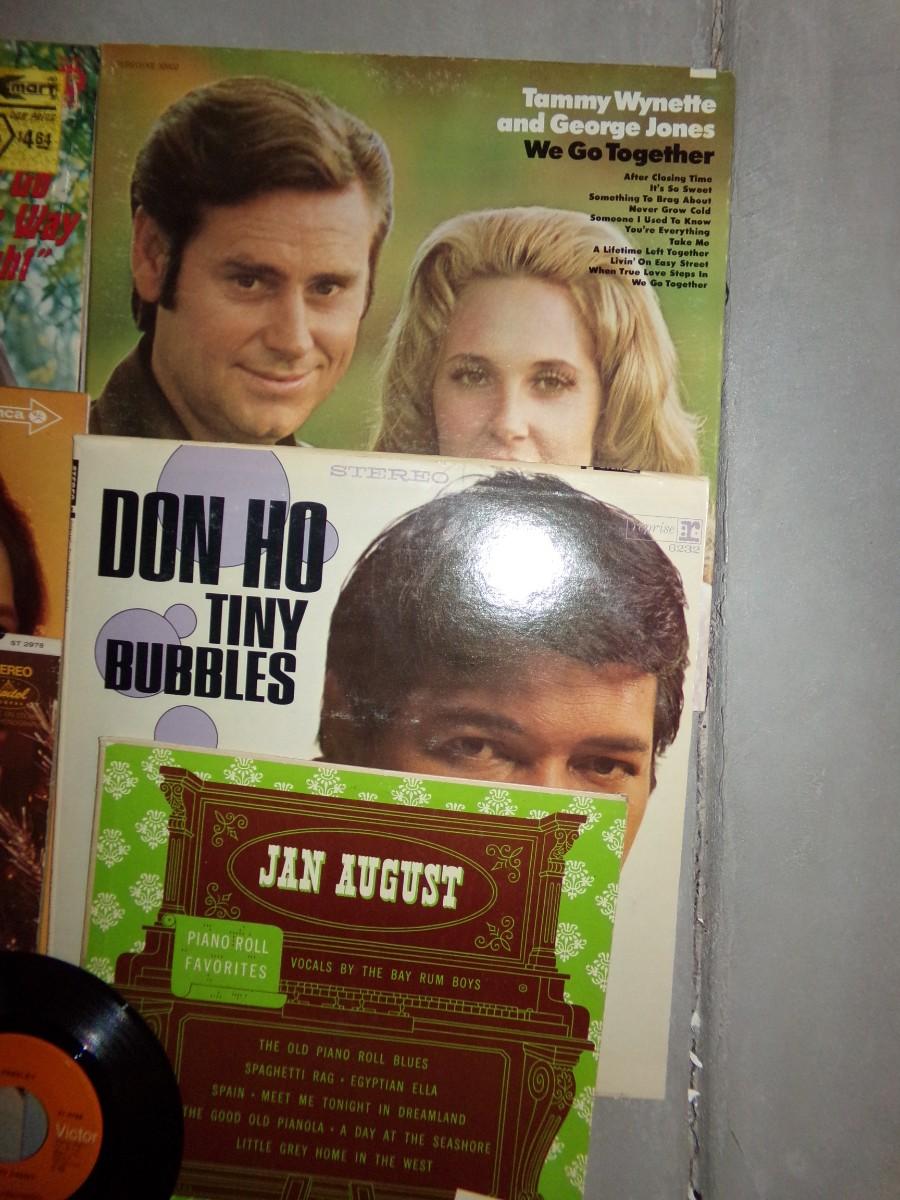 mart
OUR PRICE
$4.64
Way
Tammy Wynette
and George Jones
We Go Together
After Closing Time
It's So Sweet
Something To Brag About
Never Grow Cold
Someone I Used To Know
You're Everything
Take Me
A Lifetime Left Together
Livin' On Easy Street
When True Love Steps In
We Go Together
STEREO
DON HO
TINY
BUBBLES
reprise r:
6232
ST 2978
EREO
JAN AUGUST
PIANO ROLL
FAVORITES
VOCALS BY THE BAY RUM BOYS
THE OLD PIANO ROLL BLUES
SPAGHETTI RAG • EGYPTIAN ELLA
SPAIN • MEET ME TONIGHT IN DREAMLAND
THE GOOD OLD PIANOLA • A DAY AT THE SEASHORE
LITTLE GREY HOME IN THE WEST
Victor